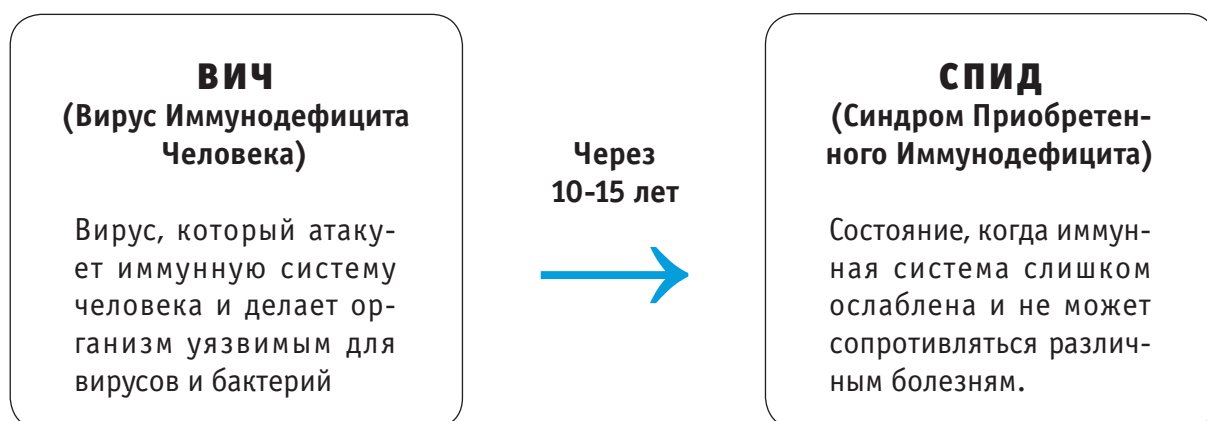 ВИЧ
(Вирус Иммунодефицита
Человека)
Вирус, который атаку-
ет иммунную систему
человека и делает ор-
ганизм уязвимым для
вирусов и бактерий
Через
10-15 лет
СПИД
(Синдром Приобретен-
ного Иммунодефицита)
Состояние, когда иммун-
ная система слишком
ослаблена и не может
сопротивляться различ-
ным болезням.